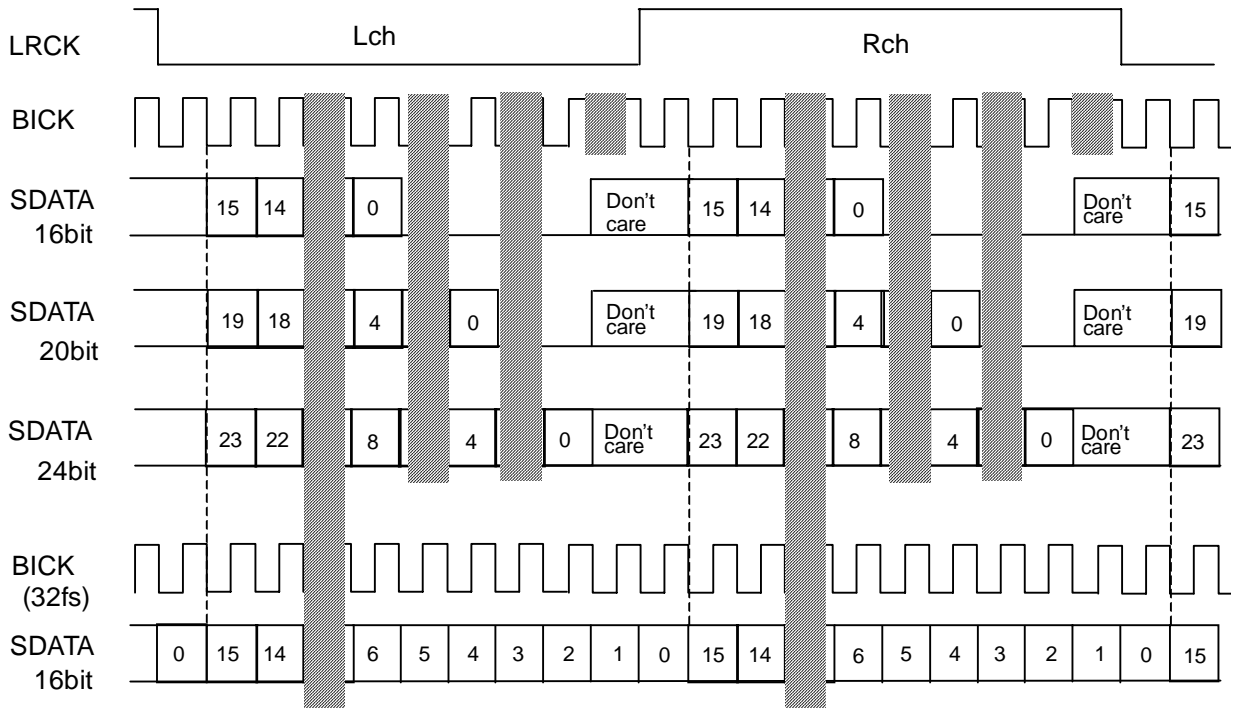 LRCK Lch Rch
BICK
SDATA 15 14 0 Don't 15 14 0 Don't 15
16bit care care
SDATA 19 18 4 0 Don't 19 18 4 0 Don't 19
20bit care care
SDATA 23 22 8 4 0 Don't 23 22 8 4 0 Don't 23
24bit care care
BICK
(32fs)
SDATA 0 15 14 6 5 4 3 2 1 0 15 14 6 5 4 3 2 1 0 15
16bit